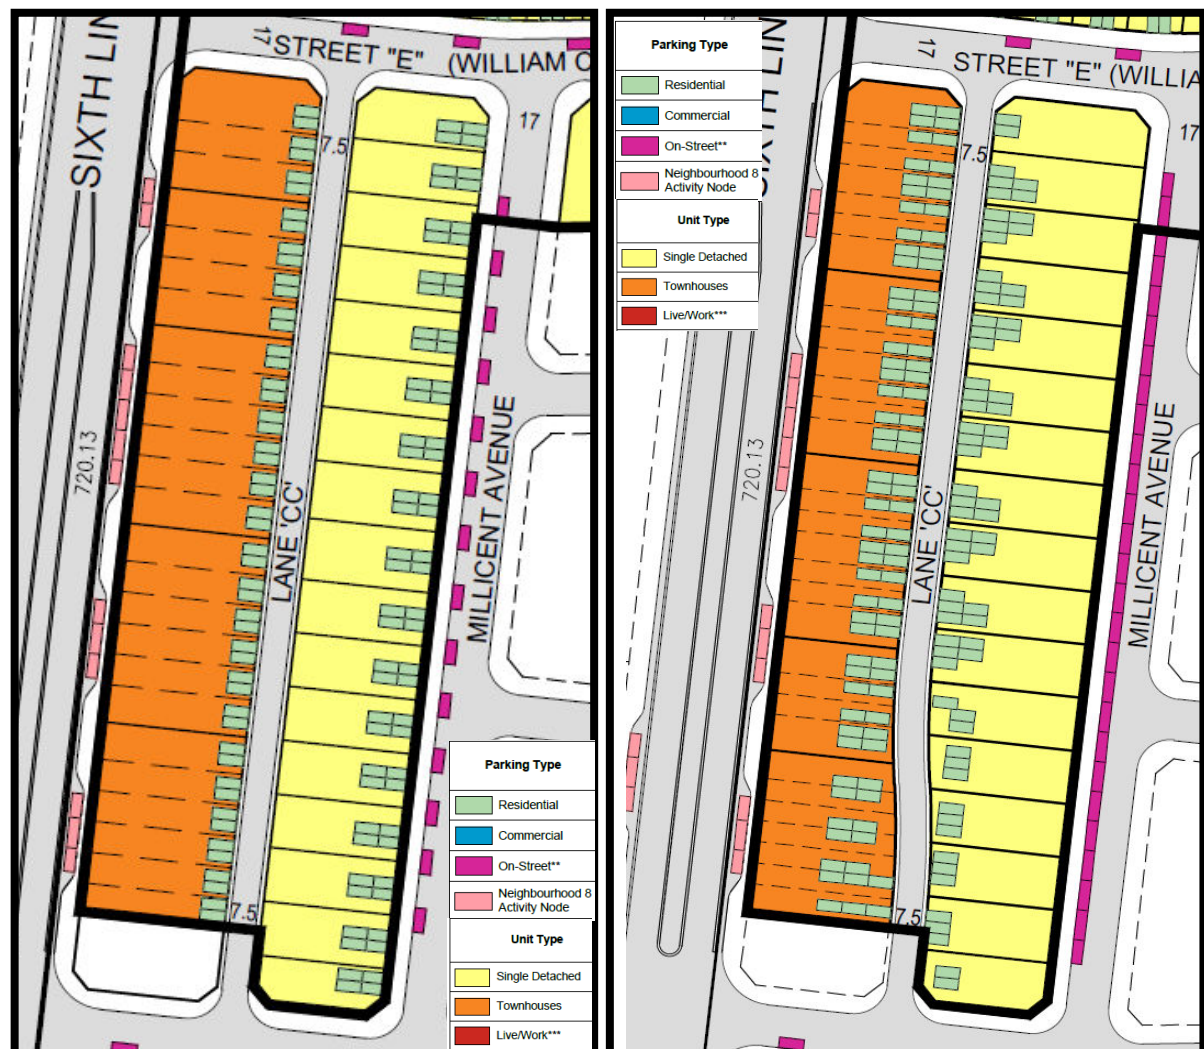 SIXTH LIN
17
STREET "E" (WILLIAM C
17
7.5
720.13
LANE 'CC'
MILLICENT AVENUE
7.5
Parking Type
Residential
Commercial
On-Street**
Neighbourhood 8
Activity Node
Unit Type
Single Detached
Townhouses
Live/Work***
Parking Type
Residential
Commercial
On-Street**
Neighbourhood 8
Activity Node
Unit Type
Single Detached
Townhouses
Live/Work***
17
STREET "E" (WILLIA
17
7.5
720.13
LANE 'CC'
MILLICENT AVENUE
7.5